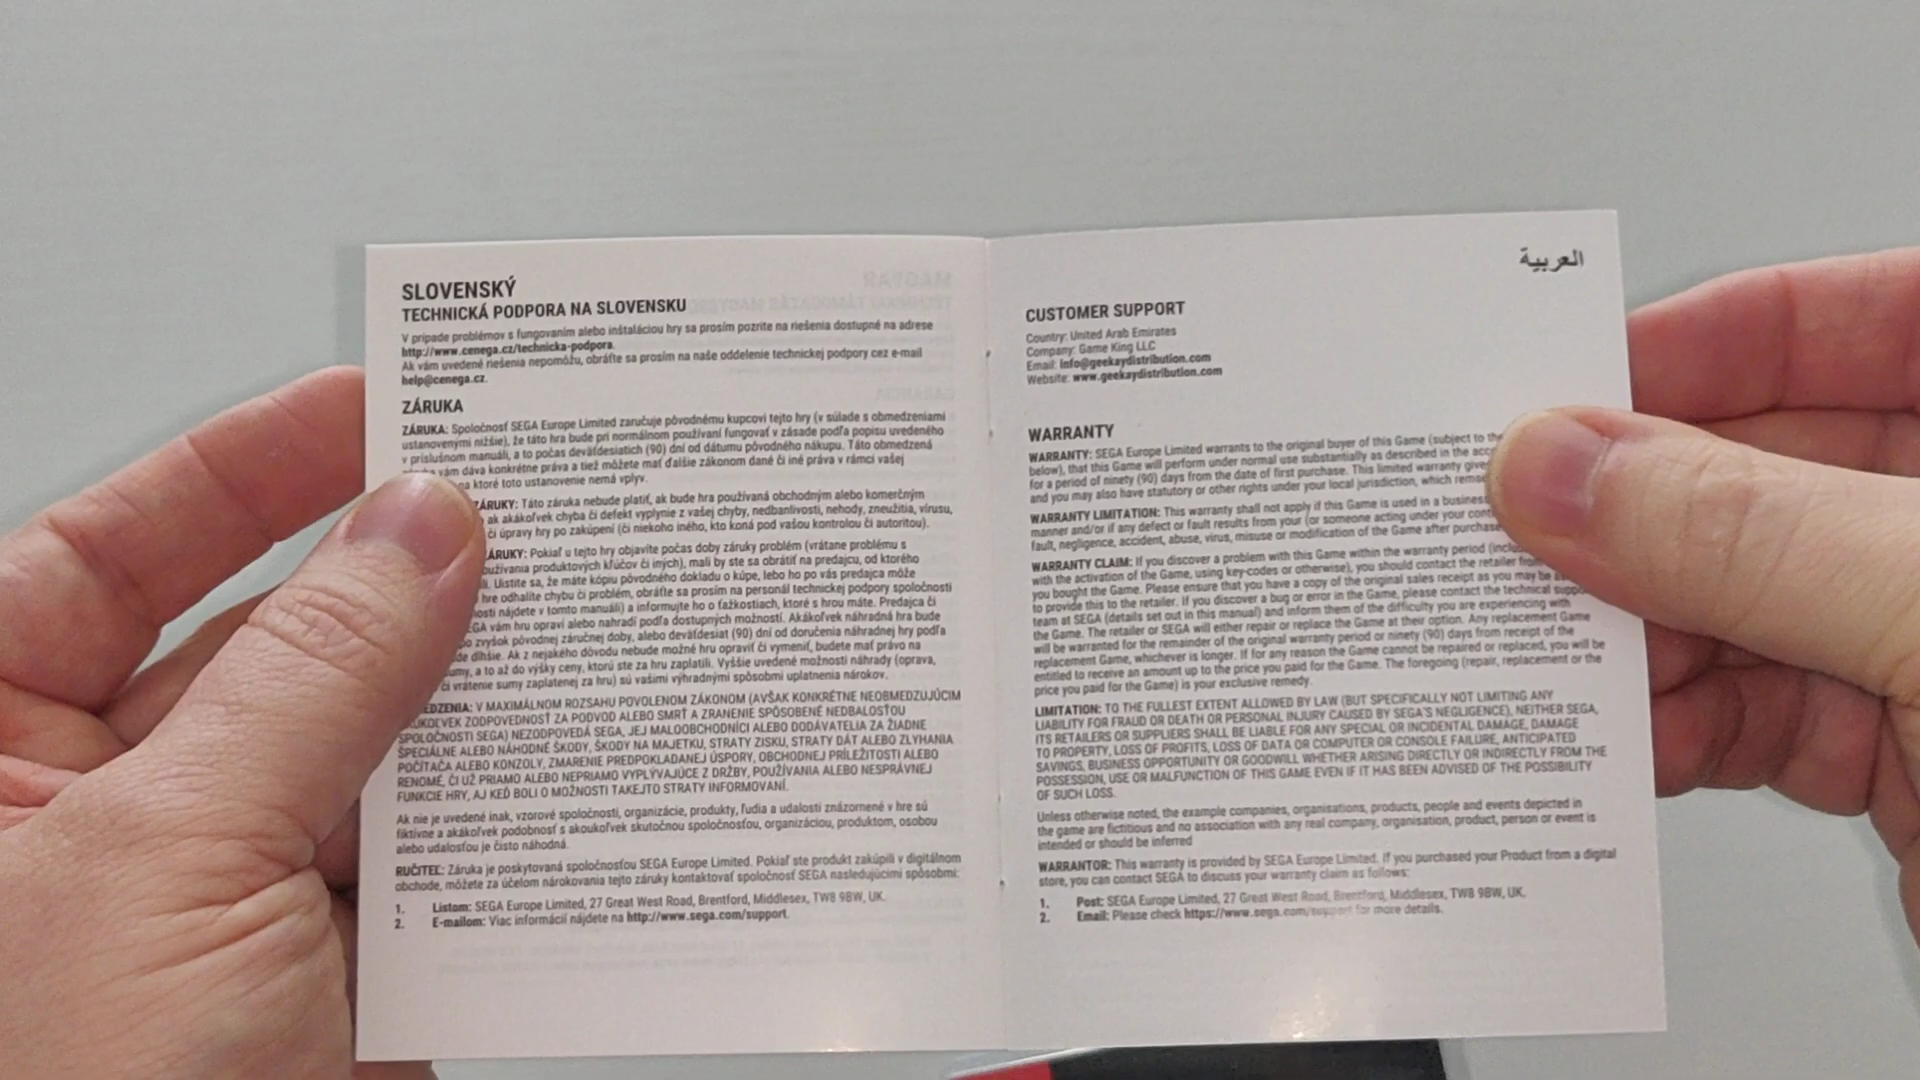 SLOVENSKÝ
TECHNICKÁ PODPORA NA SLOVENSKU
V prípade problémov s fungovaním alebo inštaláciou hry sa prosím pozrite na riešenia dostupné na adrese
http://www.cenega.cz/technicka-podpora.
Ak vám uvedené riešenia nepomôžu, obráťte sa prosím na naše oddelenie technickej podpory cez e-mail
help@cenega.cz.
ZÁRUKA
ZÁRUKA: Spoločnosť SEGA Europe Limited zaručuje pôvodnému kupcovi tejto hry (v súlade s obmedzeniami
ustanovenými nižšie), že táto hra bude pri normálnom používaní fungovať v zásade podľa popisu uvedeného
v príslušnom manuáli, a to počas deväťdesiatich (90) dní od dátumu pôvodného nákupu. Táto obmedzená
vám dáva konkrétne práva a tiež môžete mať ďalšie zákonom dané či iné práva v rámci vašej
na ktoré toto ustanovenie nemá vplyv.
ZÁRUKY: Táto záruka nebude platiť, ak bude hra používaná obchodným alebo komerčným
ak akákoľvek chyba či defekt vyplynie z vašej chyby, nedbanlivosti, nehody, zneužitia, vírusu,
či úpravy hry po zakúpení (či niekoho iného, kto koná pod vašou kontrolou či autoritou).
ZÁRUKY: Pokiaľ u tejto hry objavíte počas doby záruky problém (vrátane problému s
používania produktových kľúčov či iných), mali by ste sa obrátiť na predajcu, od ktorého
Uistite sa, že máte kópiu pôvodného dokladu o kúpe, lebo ho po vás predajca môže
hre odhalíte chybu či problém, obráťte sa prosím na personál technickej podpory spoločnosti
nájdete v tomto manuáli) a informujte ho o ťažkostiach, ktoré s hrou máte. Predajca či
SEGA vám hru opraví alebo nahradí podľa dostupných možností. Akákoľvek náhradná hra bude
zvyšok pôvodnej záručnej doby, alebo deväťdesiat (90) dní od doručenia náhradnej hry podľa
dlhšie. Ak z nejakého dôvodu nebude možné hru opraviť či vymeniť, budete mať právo na
sumy, a to až do výšky ceny, ktorú ste za hru zaplatili. Vyššie uvedené možnosti náhrady (oprava,
či vrátenie sumy zaplatenej za hru) sú vašimi výhradnými spôsobmi uplatnenia nárokov.
V MAXIMÁLNOM ROZSAHU POVOLENOM ZÁKONOM (AVŠAK KONKRÉTNE NEOBMEDZUJÚCIM
ZODPOVEDNOSŤ ZA PODVOD ALEBO SMRŤ A ZRANENIE SPÔSOBENÉ NEDBALOSŤOU
SPOLOČNOSTI SEGA) NEZODPOVEDÁ SEGA, JEJ MALOOBCHODNÍCI ALEBO DODÁVATELIA ZA ŽIADNE
ŠPECIÁLNE ALEBO NÁHODNÉ ŠKODY, ŠKODY NA MAJETKU, STRATY ZISKU, STRATY DÁT ALEBO ZLYHANIA
POČÍTAČA ALEBO KONZOLY, ZMARENIE PREDPOKLADANEJ ÚSPORY, OBCHODNEJ PRÍLEŽITOSTI ALEBO
RENOMÉ, ČI UŽ PRIAMO ALEBO NEPRIAMO VYPLÝVAJÚCE Z DRŽBY, POUŽÍVANIA ALEBO NESPRÁVNEJ
FUNKCIE HRY, AJ KEĎ BOLI O MOŽNOSTI TAKEJTO STRATY INFORMOVANÍ.
Ak nie je uvedené inak, vzorové spoločnosti, organizácie, produkty, ľudia a udalosti znázornené v hre sú
fiktívne a akákoľvek podobnosť s akoukoľvek skutočnou spoločnosťou, organizáciou, produktom, osobou
alebo udalosťou je čisto náhodná.
RUČITEĽ: Záruka je poskytovaná spoločnosťou SEGA Europe Limited. Pokiaľ ste produkt zakúpili v digitálnom
obchode, môžete za účelom nárokovania tejto záruky kontaktovať spoločnosť SEGA nasledujúcimi spôsobmi:
1. Listom: SEGA Europe Limited, 27 Great West Road, Brentford, Middlesex, TW8 9BW, UK.
2. E-mailom: Viac informácií nájdete na http://www.sega.com/support.
العربية
CUSTOMER SUPPORT
Country: United Arab Emirates
Company: Game King LLC
Email: Info@geekaydistribution.com
Website: www.geekaydistribution.com
WARRANTY
WARRANTY: SEGA Europe Limited warrants to the original buyer of this Game (subject to the
below), that this Game will perform under normal use substantially as described in the
for a period of ninety (90) days from the date of first purchase. This limited warranty
and you may also have statutory or other rights under your local jurisdiction, which
WARRANTY LIMITATION: This warranty shall not apply if this Game is used in a business
manner and/or if any defect or fault results from your (or someone acting under your
fault, negligence, accident, abuse, virus, misuse or modification of the Game after purchase
WARRANTY CLAIM: If you discover a problem with this Game within the warranty period
with the activation of the Game, using key-codes or otherwise), you should contact the retailer from
you bought the Game. Please ensure that you have a copy of the original sales receipt as you may be
to provide this to the retailer. If you discover a bug or error in the Game, please contact the technical
team at SEGA (details set out in this manual) and inform them of the difficulty you are experiencing with
the Game. The retailer or SEGA will either repair or replace the Game at their option. Any replacement Game
will be warranted for the remainder of the original warranty period or ninety (90) days from receipt of the
replacement Game, whichever is longer. If for any reason the Game cannot be repaired or replaced, you will be
entitled to receive an amount up to the price you paid for the Game. The foregoing (repair, replacement or the
price you paid for the Game) is your exclusive remedy.
LIMITATION: TO THE FULLEST EXTENT ALLOWED BY LAW (BUT SPECIFICALLY NOT LIMITING ANY
LIABILITY FOR FRAUD OR DEATH OR PERSONAL INJURY CAUSED BY SEGA'S NEGLIGENCE), NEITHER SEGA,
ITS RETAILERS OR SUPPLIERS SHALL BE LIABLE FOR ANY SPECIAL OR INCIDENTAL DAMAGE, DAMAGE
TO PROPERTY, LOSS OF PROFITS, LOSS OF DATA OR COMPUTER OR CONSOLE FAILURE, ANTICIPATED
SAVINGS, BUSINESS OPPORTUNITY OR GOODWILL WHETHER ARISING DIRECTLY OR INDIRECTLY FROM THE
POSSESSION, USE OR MALFUNCTION OF THIS GAME EVEN IF IT HAS BEEN ADVISED OF THE POSSIBILITY
OF SUCH LOSS.
Unless otherwise noted, the example companies, organisations, products, people and events depicted in
the game are fictitious and no association with any real company, organisation, product, person or event is
intended or should be inferred
WARRANTOR: This warranty is provided by SEGA Europe Limited. If you purchased your Product from a digital
store, you can contact SEGA to discuss your warranty claim as follows:
1. Post: SEGA Europe Limited, 27 Great West Road, Brentford, Middlesex, TW8 9BW, UK.
2. Email: Please check https://www.sega.com/support for more details.